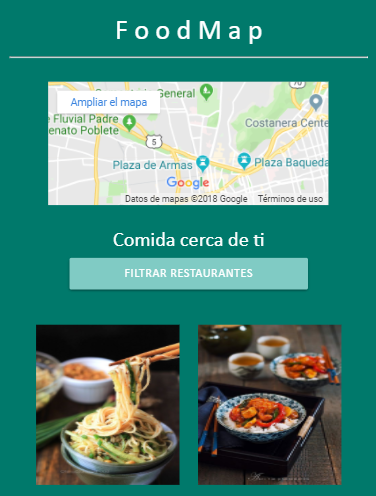 FoodMap
General
Ampliar el mapa
e Fluvial Padre
enato Poblete
Costanera Cente
5
Plaza de Armas
Plaza Baqueda
Google
Datos de mapas ©2018 Google Términos de uso
Comida cerca de ti
FILTRAR RESTAURANTES